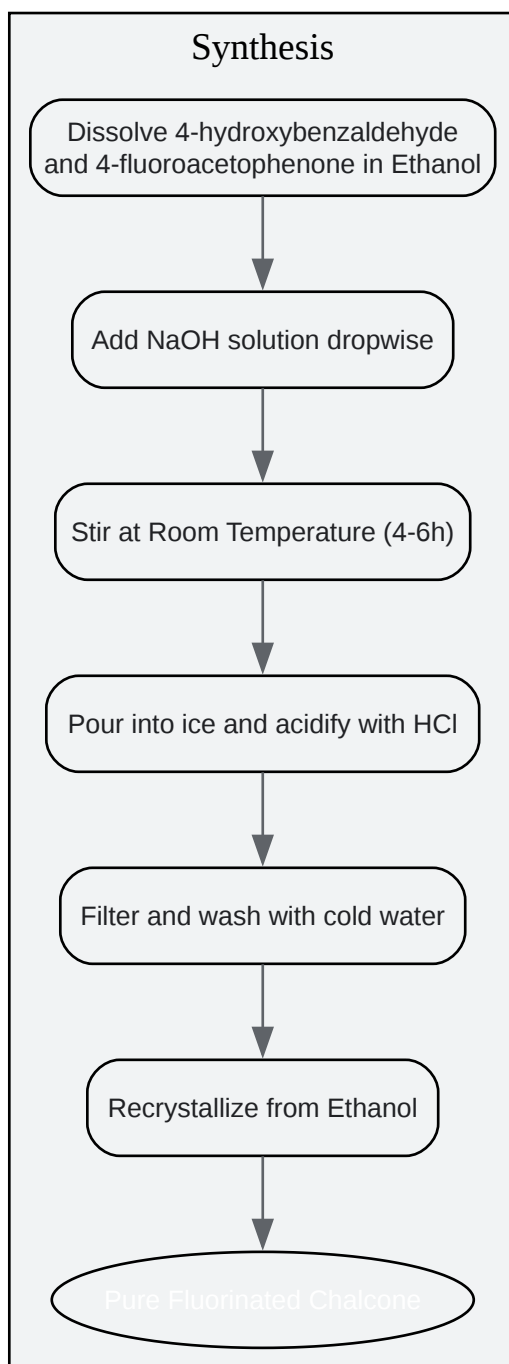 Synthesis
Dissolve 4-hydroxybenzaldehyde
and 4-fluoroacetophenone in Ethanol
Add NaOH solution dropwise
Stir at Room Temperature (4-6h)
Pour into ice and acidify with HCl
Filter and wash with cold water
Recrystallize from Ethanol
Pure Fluorinated Chalcone